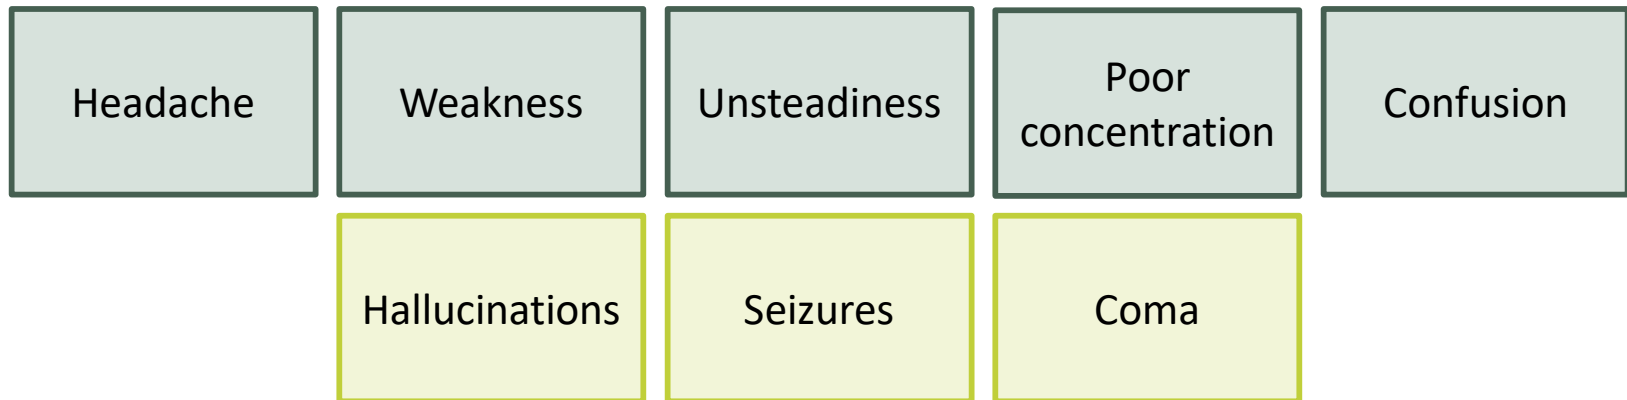 Headache
Weakness
Unsteadiness
Poor
concentration
Confusion
Hallucinations
Seizures
Coma